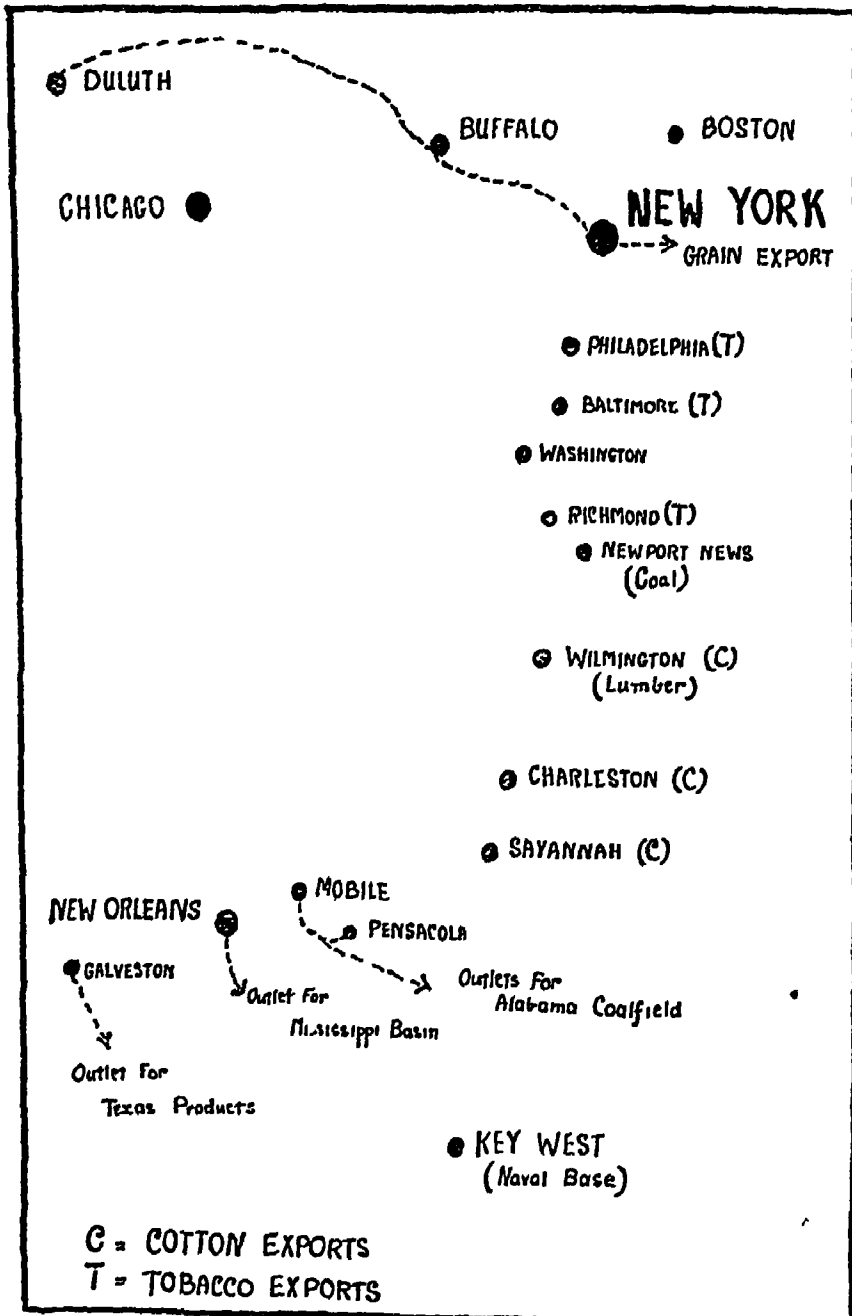 DULUTH
BUFFALO
BOSTON
CHICAGO
NEW YORK
GRAIN EXPORT
PHILADELPHIA (T)
BALTIMORE (T)
WASHINGTON
RICHMOND (T)
NEWPORT NEWS
(Coal)
WILMINGTON (C)
(Lumber)
CHARLESTON (C)
SAVANNAH (C)
MOBILE
NEW ORLEANS
PENSACOLA
GALVESTON
Outlets For
Alabama Coalfield
Outlet For
Mississippi Basin
Outlet For
Texas Products
KEY WEST
(Naval Base)
C = COTTON EXPORTS
T = TOBACCO EXPORTS